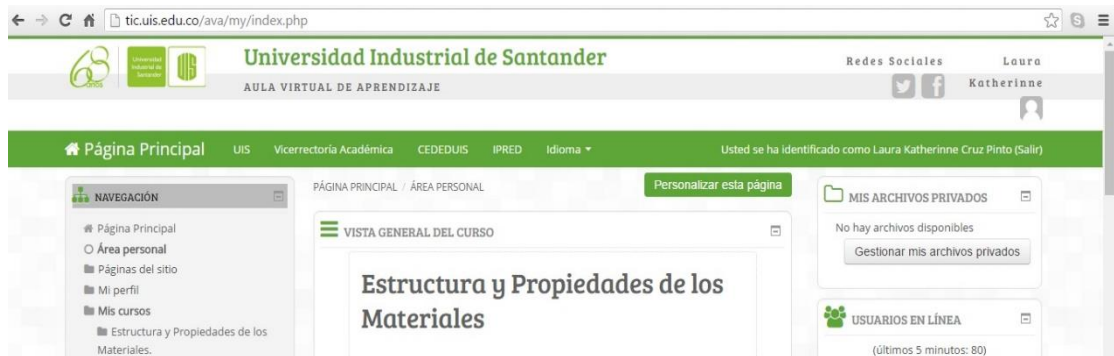 tic.uis.edu.co/ava/my/index.php
Universidad Industrial de Santander
AULA VIRTUAL DE APRENDIZAJE
Redes Sociales
Laura
Katherinne
Página Principal UIS Vicerrectoría Académica CEDEDUIS IPRED Idioma
Usted se ha identificado como Laura Katherinne Cruz Pinto (Salir)
NAVEGACIÓN
Página Principal
Área personal
Páginas del sitio
Mi perfil
Mis cursos
Estructura y Propiedades de los
Materiales.
PÁGINA PRINCIPAL / ÁREA PERSONAL
Personalizar esta página
VISTA GENERAL DEL CURSO
Estructura y Propiedades de los
Materiales
MIS ARCHIVOS PRIVADOS
No hay archivos disponibles
Gestionar mis archivos privados
USUARIOS EN LÍNEA
(últimos 5 minutos: 80)